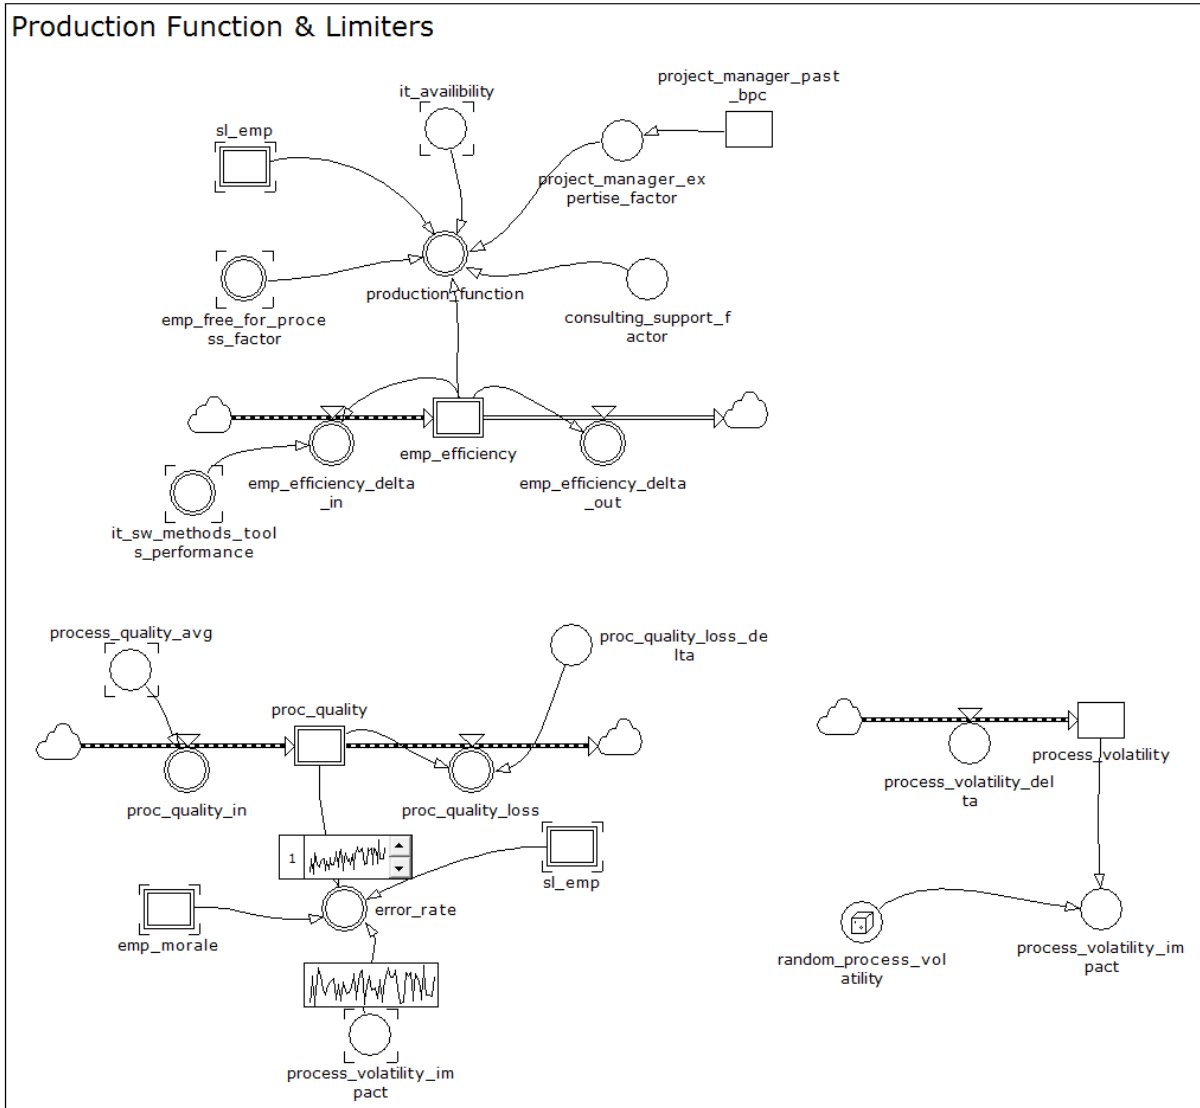 Production Function & Limiters
project_manager_past
_bpc
it_availibility
sl_emp
project_manager_ex
pertise_factor
production_function
emp_free_for_proce
ss_factor
consulting_support_f
actor
emp_efficiency
emp_efficiency_delta
_in
emp_efficiency_delta
_out
it_sw_methods_tool
s_performance
process_quality_avg
proc_quality_loss_de
lta
proc_quality
process_volatility
proc_quality_in
proc_quality_loss
process_volatility_del
ta
1
sl_emp
error_rate
emp_morale
random_process_vol
atility
process_volatility_im
pact
process_volatility_im
pact